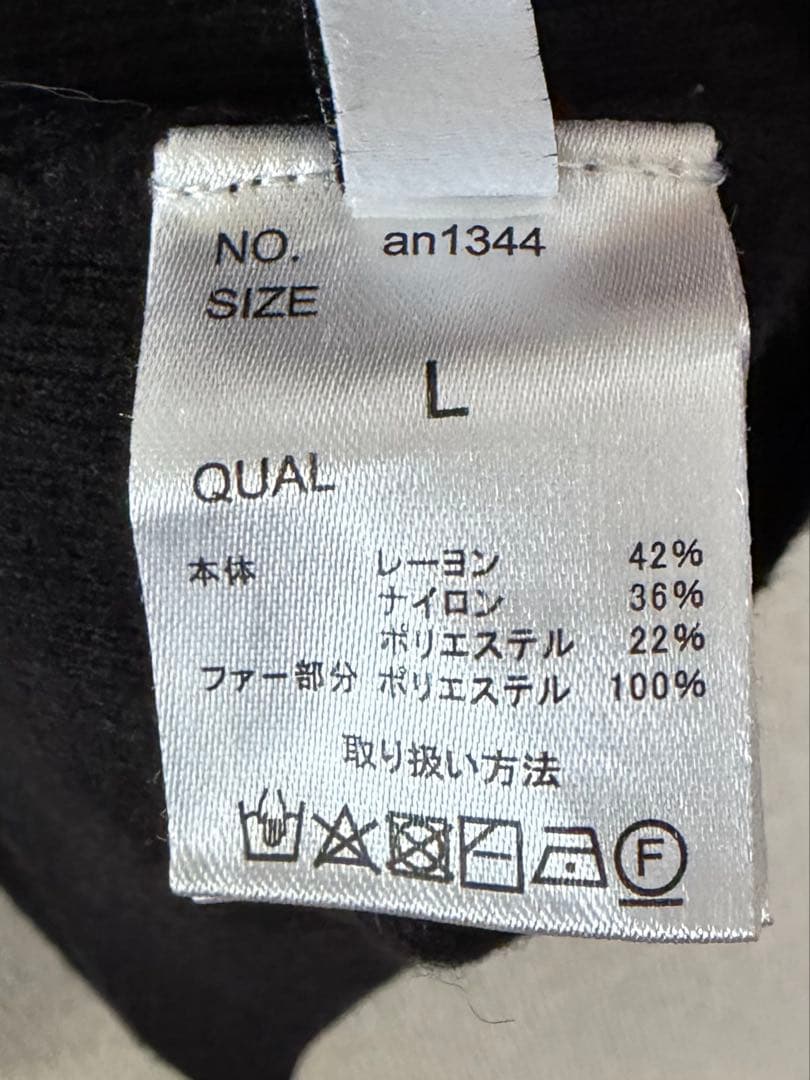 NO. an1344
SIZE
L
QUAL
本体 レーヨン 42%
ナイロン 36%
ポリエステル 22%
ファー部分 ポリエステル 100%
取り扱い方法
F